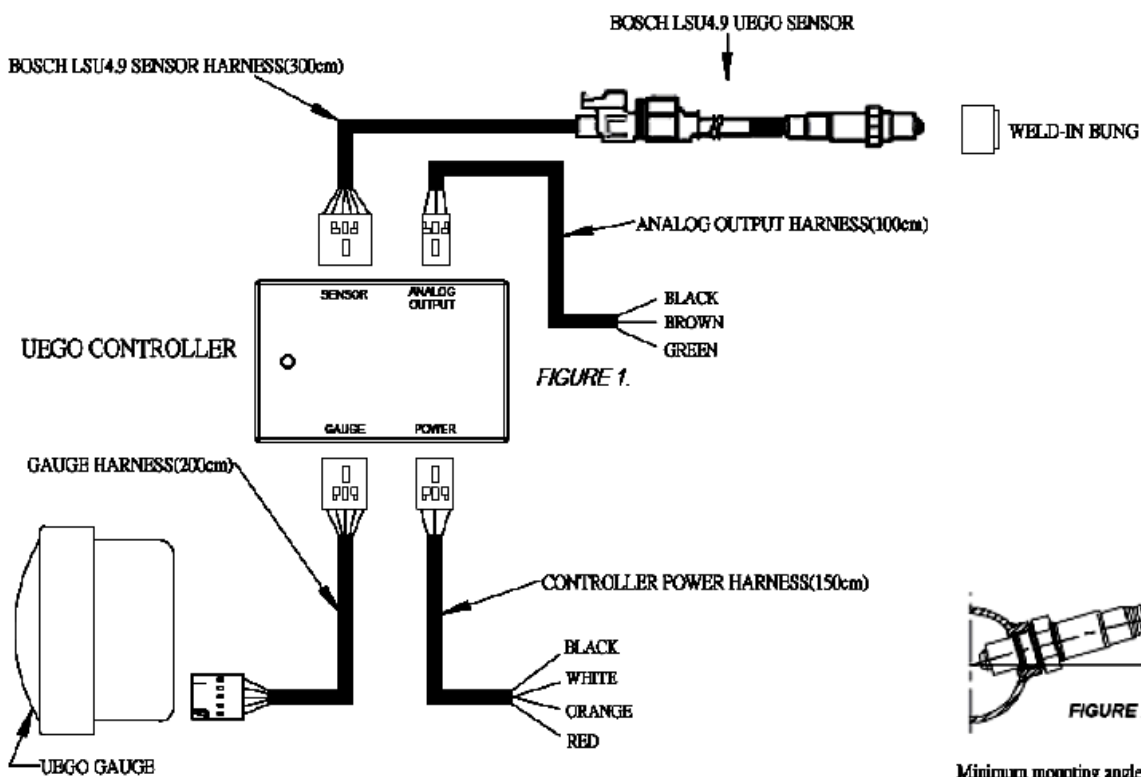 BOSCH LSU4.9 UEGO SENSOR
BOSCH LSU4.9 SENSOR HARNESS(300cm)
WELD-IN BUNG
ANALOG OUTPUT HARNESS(100cm)
SENSOR
ANALOG
OUTPUT
BLACK
BROWN
GREEN
UEGO CONTROLLER
FIGURE 1.
GAUGE
POWER
GAUGE HARNESS(200cm)
CONTROLLER POWER HARNESS(150cm)
BLACK
WHITE
ORANGE
RED
FIGURE
UEGO GAUGE
Minimum mounting angle